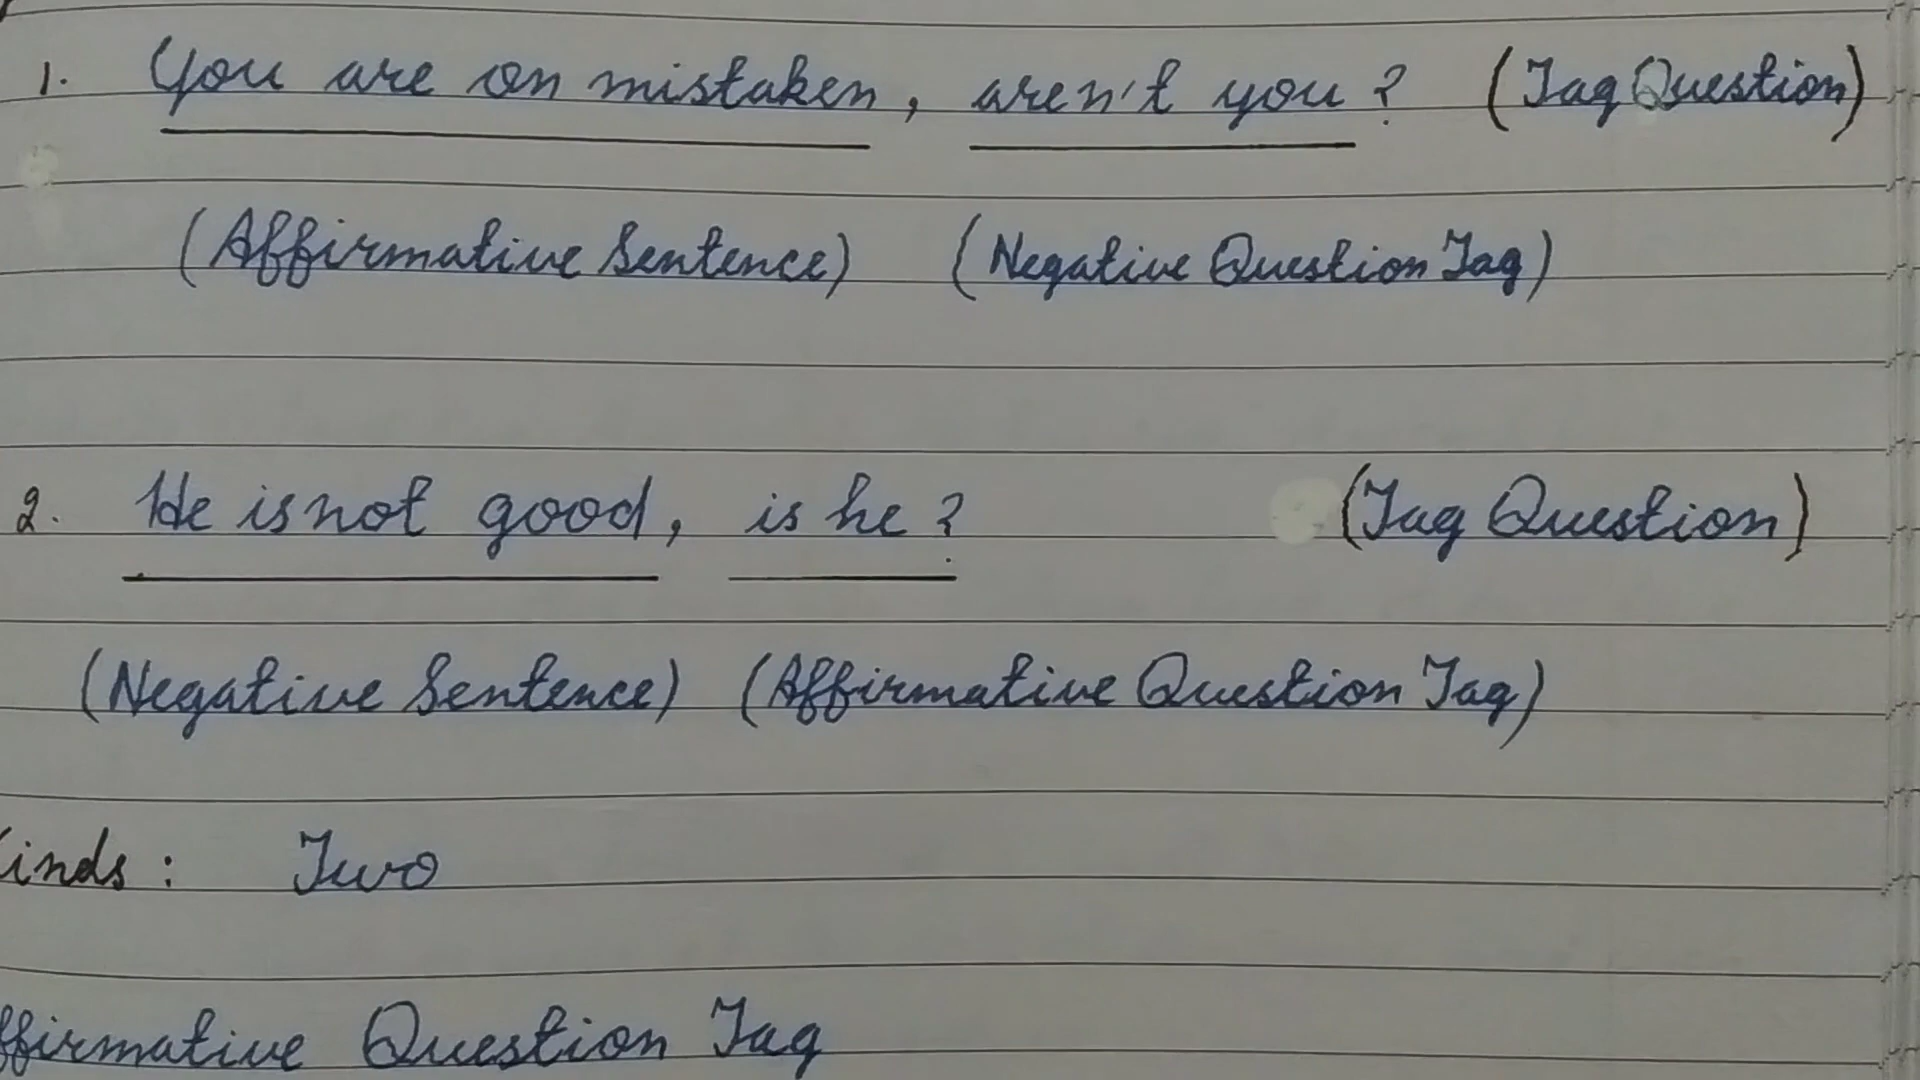 1. You are on mistaken, aren't you? (Tag Question)
(Affirmative Sentence) (Negative Question Tag)
2. He is not good, is he? (Tag Question)
(Negative Sentence) (Affirmative Question Tag)
inds: Two
ffirmative Question Tag